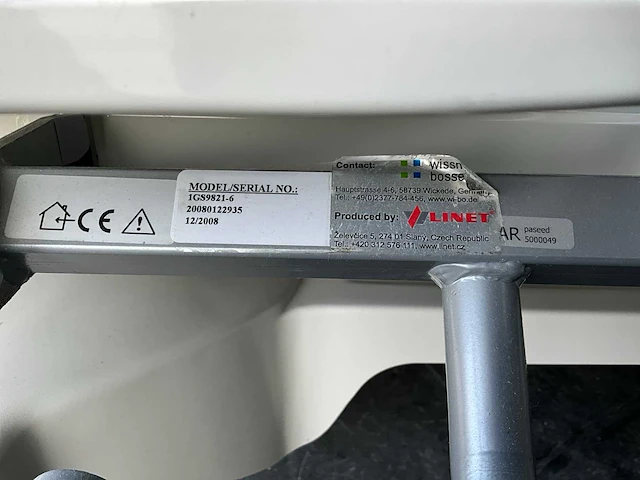 CE
MODEL/SERIAL NO.:
1GS9821-6
20080122935
12/2008
Contact: wissn
bosse
Hauptstrasse 4-6, 58739 Wickede,
Tel.: +49(0)2377-784-456, www.wi-bo.de
Produced by: LINET
Želevčice 5, 274 01 Slaný, Czech Republic
Tel.: +420 312 576 111, www.linet.cz
AR paseed
5000049